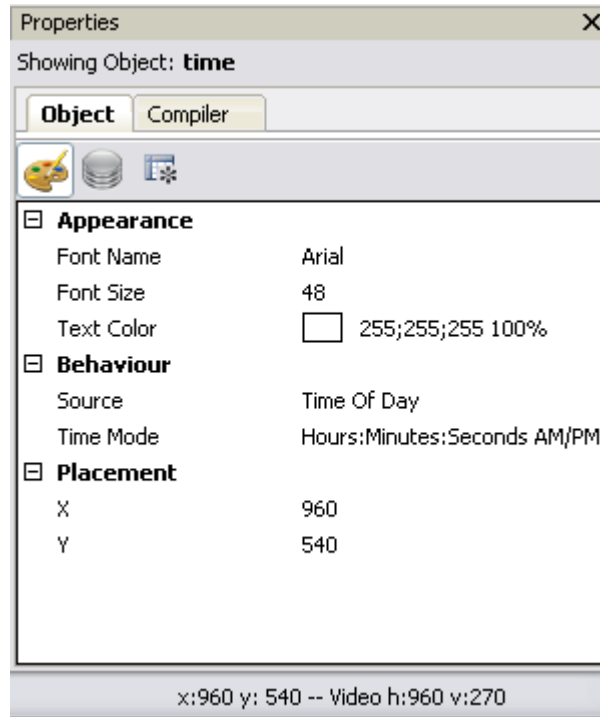 Properties
Showing Object: time
Object Compiler
Appearance
Font Name Arial
Font Size 48
Text Color 255;255;255 100%
Behaviour
Source Time Of Day
Time Mode Hours:Minutes:Seconds AM/PM
Placement
X 960
Y 540
x:960 y: 540 -- Video h:960 v:270